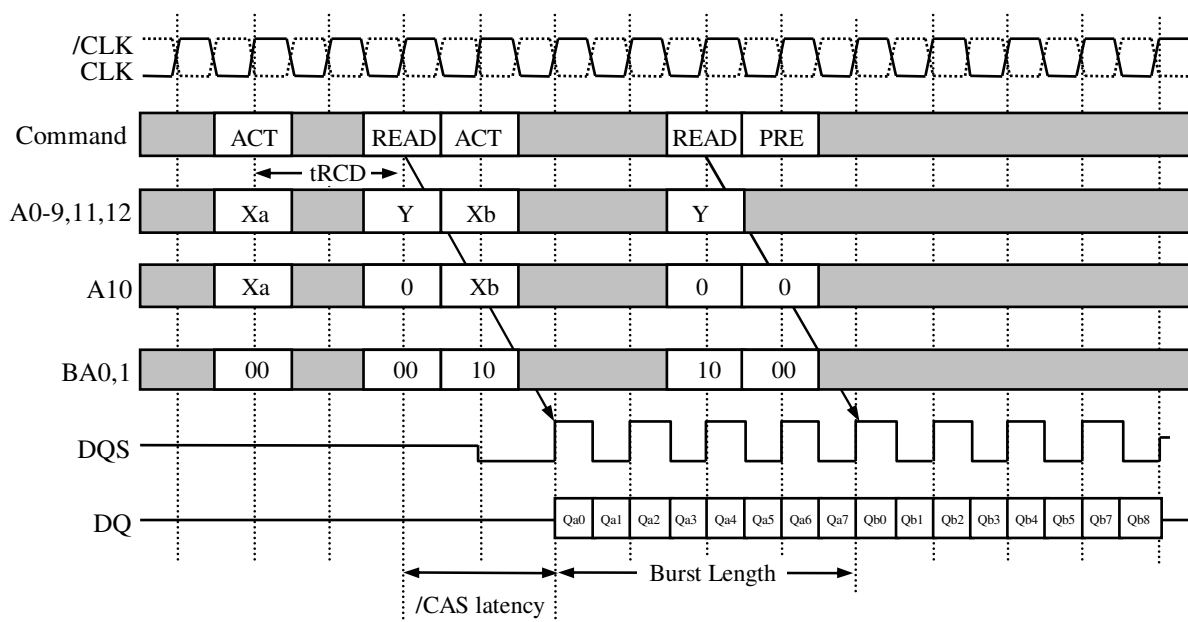 /CLK
CLK
Command ACT READ ACT READ PRE
tRCD
A0-9,11,12 Xa Y Xb Y
A10 Xa 0 Xb 0 0
BA0,1 00 00 10 10 00
DQS
DQ Qa0 Qa1 Qa2 Qa3 Qa4 Qa5 Qa6 Qa7 Qb0 Qb1 Qb2 Qb3 Qb4 Qb5 Qb7 Qb8
Burst Length
/CAS latency